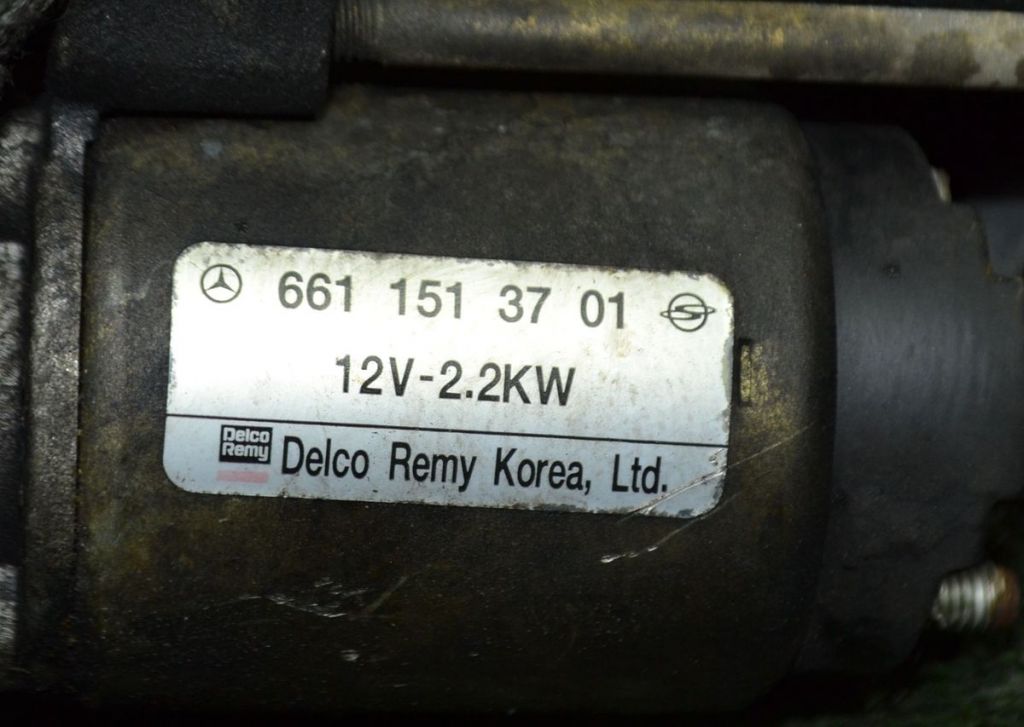 661 151 37 01
12V-2.2KW
Delco
Remy
Delco Remy Korea, Ltd.